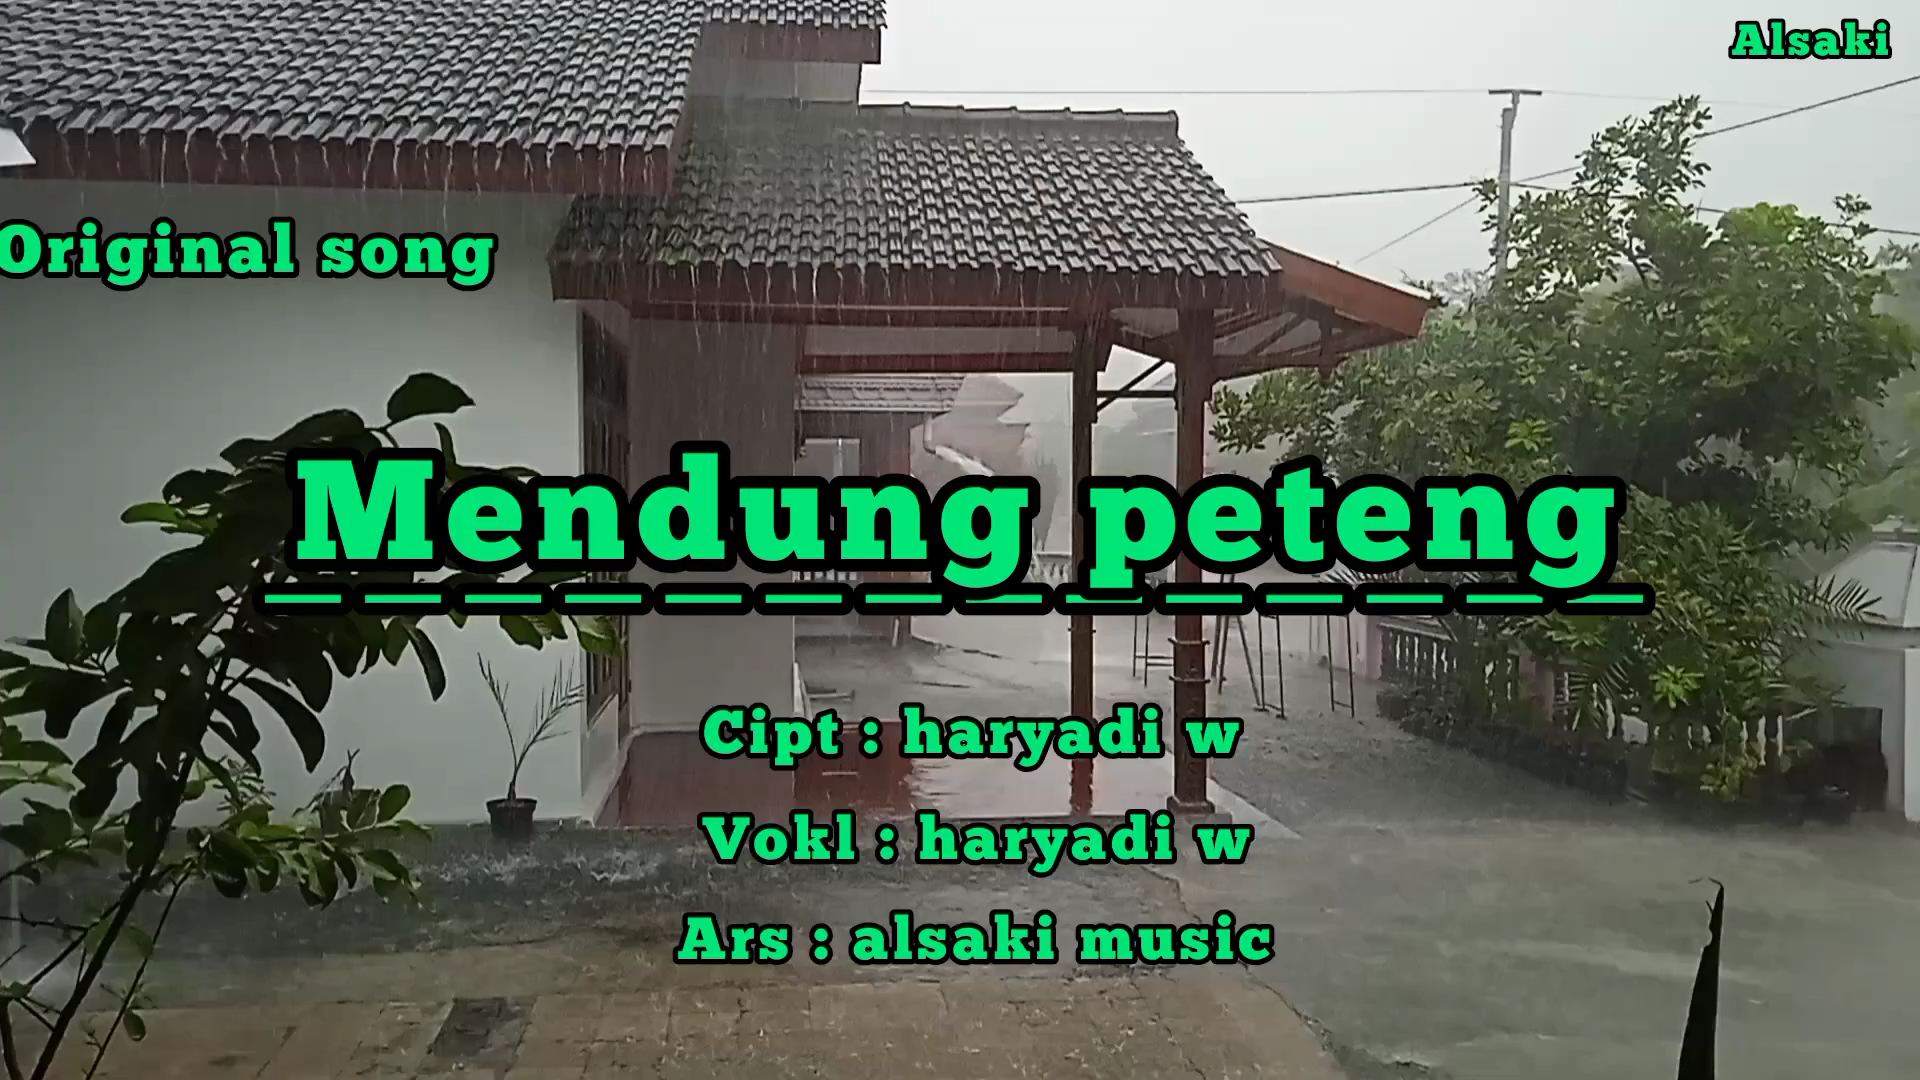 Alsaki
Original song
Mendung peteng
Cipt : haryadi w
Vokl : haryadi w
Ars : alsaki music